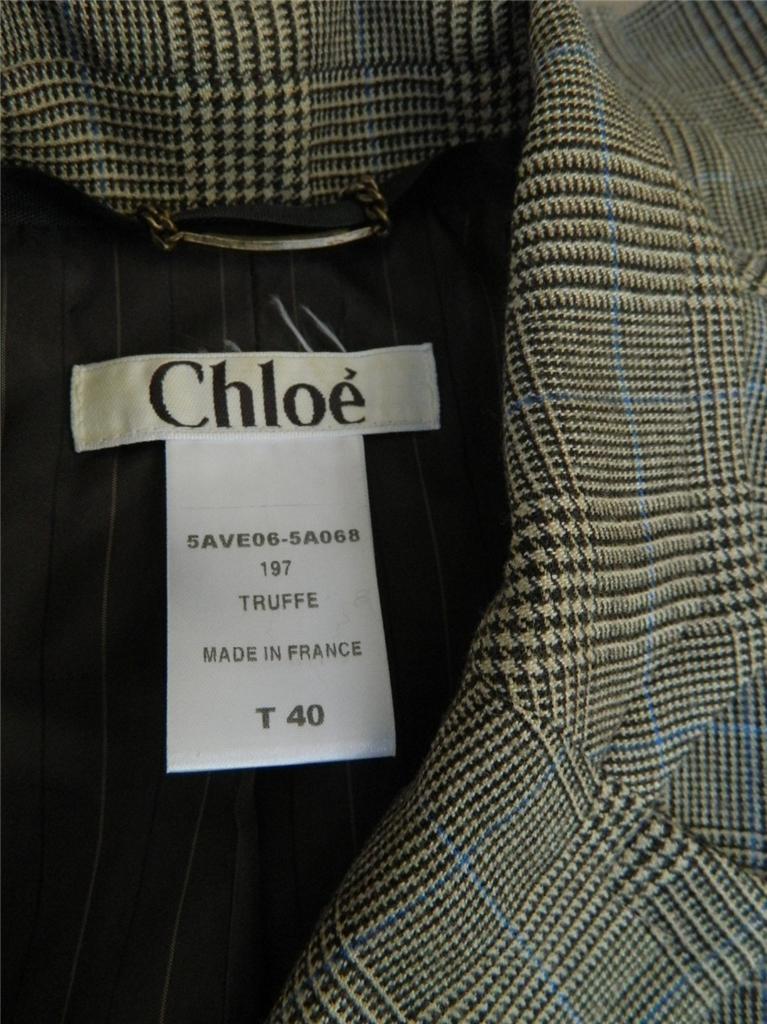 Chloé
5AVE06-5A068
197
TRUFFE
MADE IN FRANCE
T 40